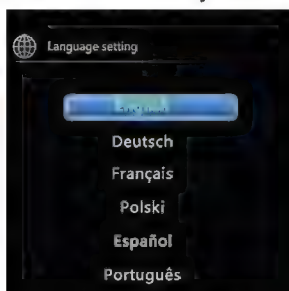 Language setting
Deutsch
Français
Polski
Español
Português